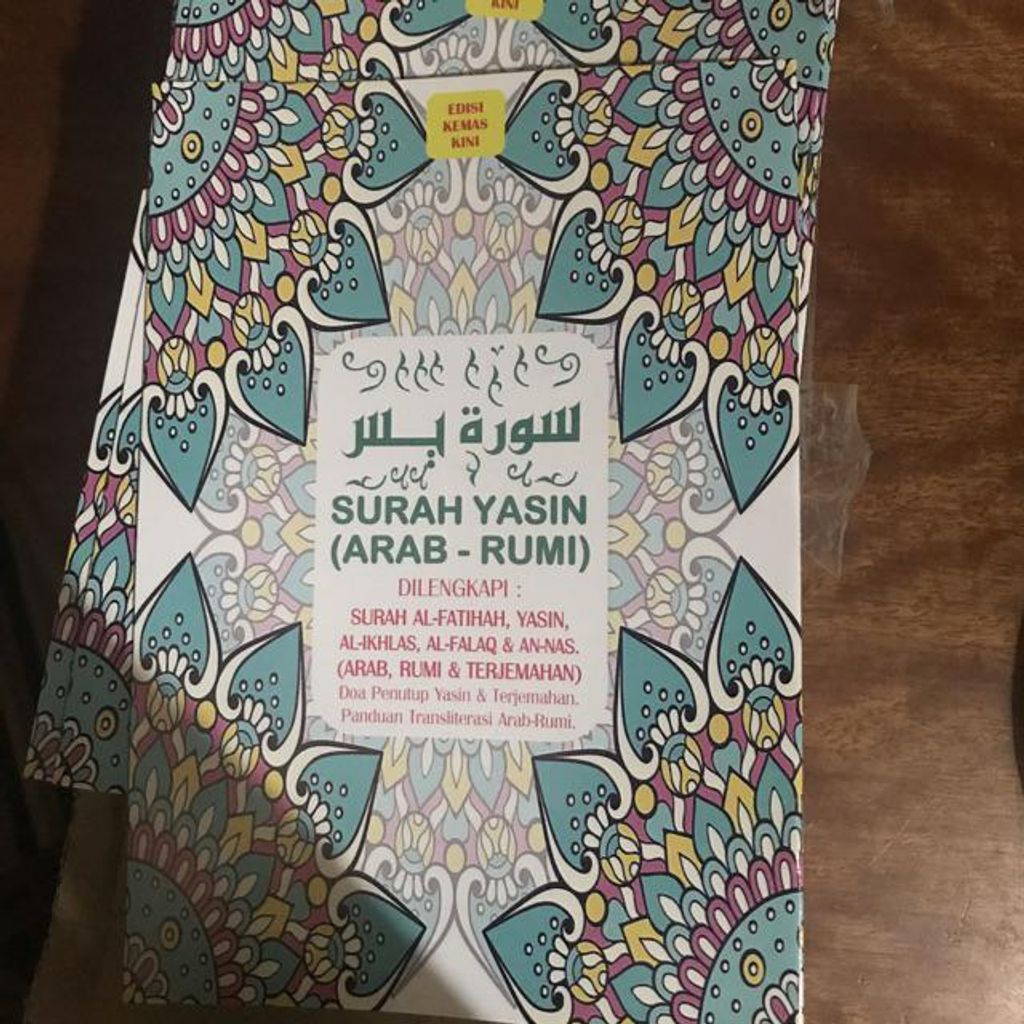 KINI
EDISI
KEMAS
KINI
سورة يس
SURAH YASIN
(ARAB - RUMI)
DILENGKAPI :
SURAH AL-FATIHAH, YASIN,
AL-IKHLAS, AL-FALAQ & AN-NAS.
(ARAB, RUMI & TERJEMAHAN)
Doa Penutup Yasin & Terjemahan.
Panduan Transliterasi Arab-Rumi.